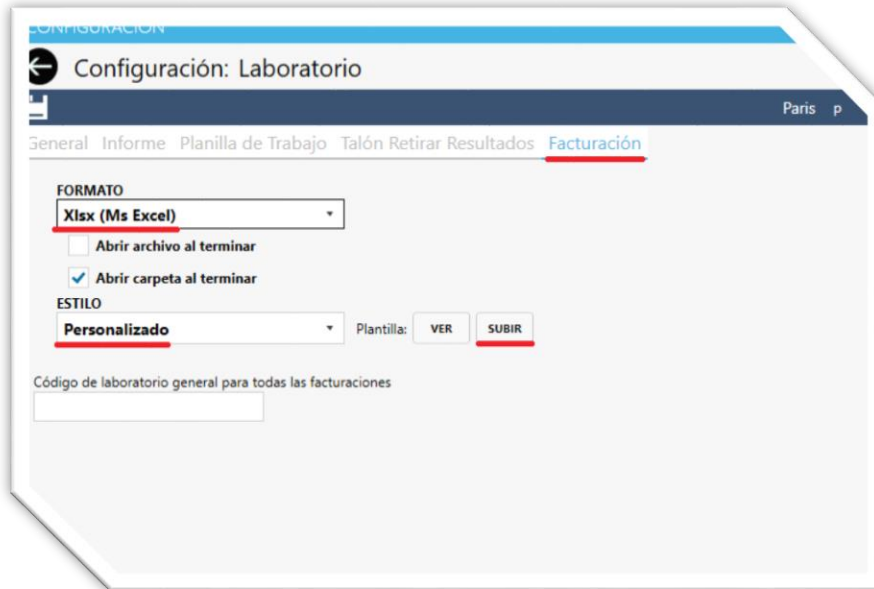 CONFIGURACIÓN
Configuración: Laboratorio
Paris p
General Informe Planilla de Trabajo Talón Retirar Resultados Facturación
FORMATO
Xlsx (Ms Excel)
Abrir archivo al terminar
Abrir carpeta al terminar
ESTILO
Personalizado Plantilla: VER SUBIR
Código de laboratorio general para todas las facturaciones